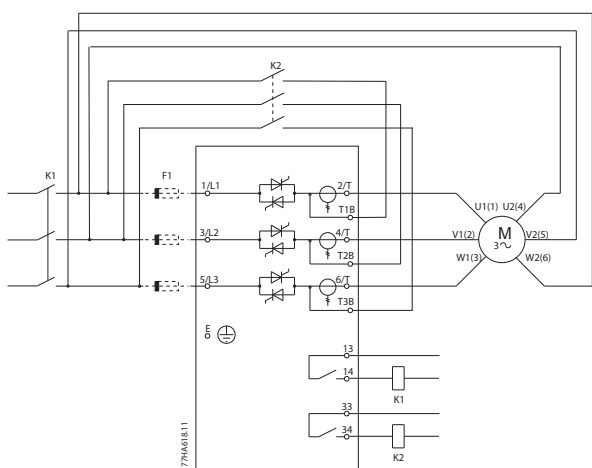 K2
K1
F1
1/L1
2/T
T1B
U1(1) U2(4)
3/L2
4/T
T2B
V1(2)
M
3~
V2(5)
W1(3)
W2(6)
5/L3
6/T
T3B
E
13
14
K1
33
34
K2
177HA618.11